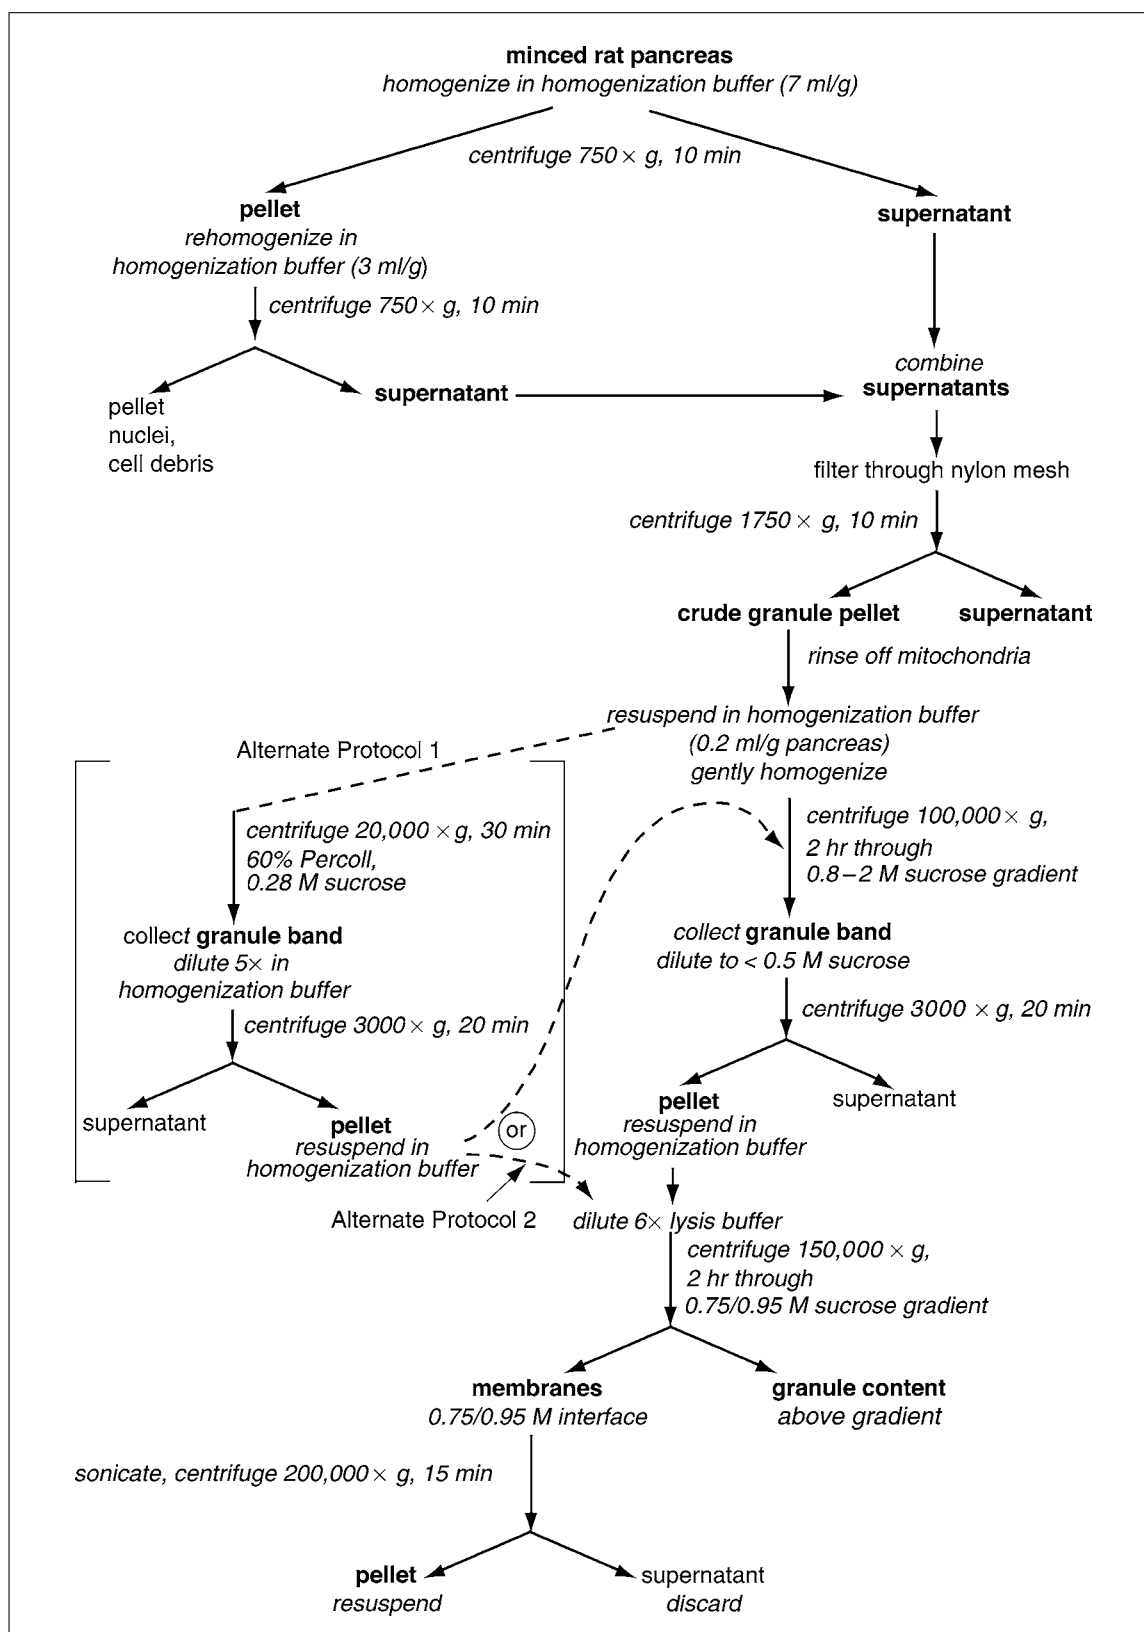 minced rat pancreas
homogenize in homogenization buffer (7 ml/g)
centrifuge 750 × g, 10 min
pellet
rehomogenize in
homogenization buffer (3 ml/g)
supernatant
centrifuge 750 × g, 10 min
pellet
nuclei,
cell debris
supernatant
combine
supernatants
filter through nylon mesh
centrifuge 1750 × g, 10 min
crude granule pellet
supernatant
rinse off mitochondria
resuspend in homogenization buffer
(0.2 ml/g pancreas)
gently homogenize
Alternate Protocol 1
centrifuge 20,000 × g, 30 min
60% Percoll,
0.28 M sucrose
collect granule band
dilute 5× in
homogenization buffer
centrifuge 3000 × g, 20 min
supernatant
pellet
resuspend in
homogenization buffer
or
Alternate Protocol 2
centrifuge 100,000 × g,
2 hr through
0.8–2 M sucrose gradient
collect granule band
dilute to < 0.5 M sucrose
centrifuge 3000 × g, 20 min
pellet
resuspend in
homogenization buffer
supernatant
dilute 6× lysis buffer
centrifuge 150,000 × g,
2 hr through
0.75/0.95 M sucrose gradient
membranes
0.75/0.95 M interface
granule content
above gradient
sonicate, centrifuge 200,000 × g, 15 min
pellet
resuspend
supernatant
discard